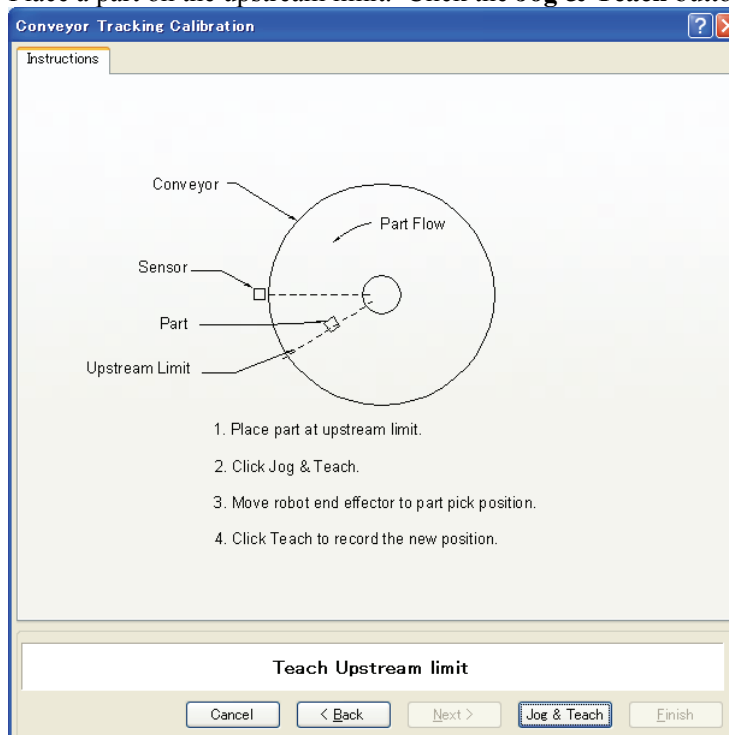 Place a part on the upstream limit. Click the Jog & Teach butto
Conveyor Tracking Calibration
Instructions
Conveyor
Part Flow
Sensor
Part
Upstream Limit
1. Place part at upstream limit.
2. Click Jog & Teach.
3. Move robot end effector to part pick position.
4. Click Teach to record the new position.
Teach Upstream limit
Cancel < Back Next > Jog & Teach Finish